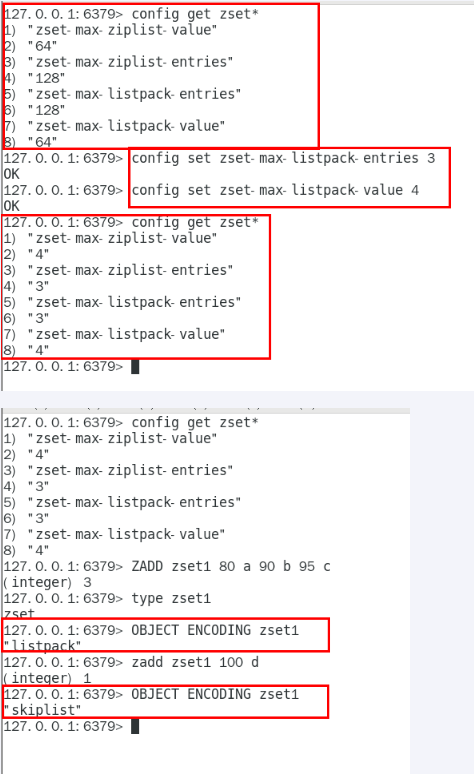 127.0.0.1:6379> config get zset*
1) "zset-max-ziplist-value"
2) "64"
3) "zset-max-ziplist-entries"
4) "128"
5) "zset-max-listpack-entries"
6) "128"
7) "zset-max-listpack-value"
8) "64"
127.0.0.1:6379> config set zset-max-listpack-entries 3
OK
127.0.0.1:6379> config set zset-max-listpack-value 4
OK
127.0.0.1:6379> config get zset*
1) "zset-max-ziplist-value"
2) "4"
3) "zset-max-ziplist-entries"
4) "3"
5) "zset-max-listpack-entries"
6) "3"
7) "zset-max-listpack-value"
8) "4"
127.0.0.1:6379>
127.0.0.1:6379> config get zset*
1) "zset-max-ziplist-value"
2) "4"
3) "zset-max-ziplist-entries"
4) "3"
5) "zset-max-listpack-entries"
6) "3"
7) "zset-max-listpack-value"
8) "4"
127.0.0.1:6379> ZADD zset1 80 a 90 b 95 c
(integer) 3
127.0.0.1:6379> type zset1
zset
127.0.0.1:6379> OBJECT ENCODING zset1
"listpack"
127.0.0.1:6379> zadd zset1 100 d
(integer) 1
127.0.0.1:6379> OBJECT ENCODING zset1
"skiplist"
127.0.0.1:6379>